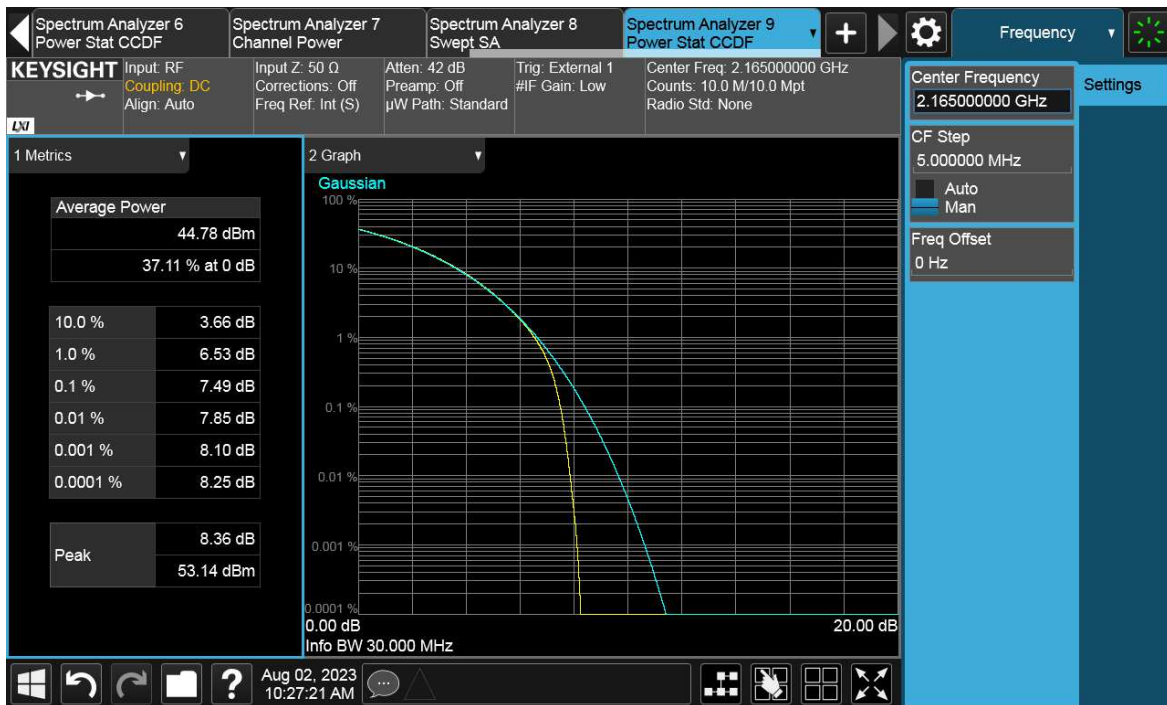 Spectrum Analyzer 6
Power Stat CCDF
Spectrum Analyzer 7
Channel Power
Spectrum Analyzer 8
Swept SA
Spectrum Analyzer 9
Power Stat CCDF
+
Frequency
KEYSIGHT
LXI
Input: RF
Coupling: DC
Align: Auto
Input Z: 50 Ω
Corrections: Off
Freq Ref: Int (S)
Atten: 42 dB
Preamp: Off
µW Path: Standard
Trig: External 1
#IF Gain: Low
Center Freq: 2.165000000 GHz
Counts: 10.0 M/10.0 Mpt
Radio Std: None
Center Frequency
2.165000000 GHz
Settings
CF Step
5.000000 MHz
Auto
Man
Freq Offset
0 Hz
1 Metrics
Average Power
44.78 dBm
37.11 % at 0 dB
10.0 % 3.66 dB
1.0 % 6.53 dB
0.1 % 7.49 dB
0.01 % 7.85 dB
0.001 % 8.10 dB
0.0001 % 8.25 dB
Peak
8.36 dB
53.14 dBm
2 Graph
Gaussian
100 %
10 %
1 %
0.1 %
0.01 %
0.001 %
0.0001 %
0.00 dB 20.00 dB
Info BW 30.000 MHz
?
Aug 02, 2023
10:27:21 AM